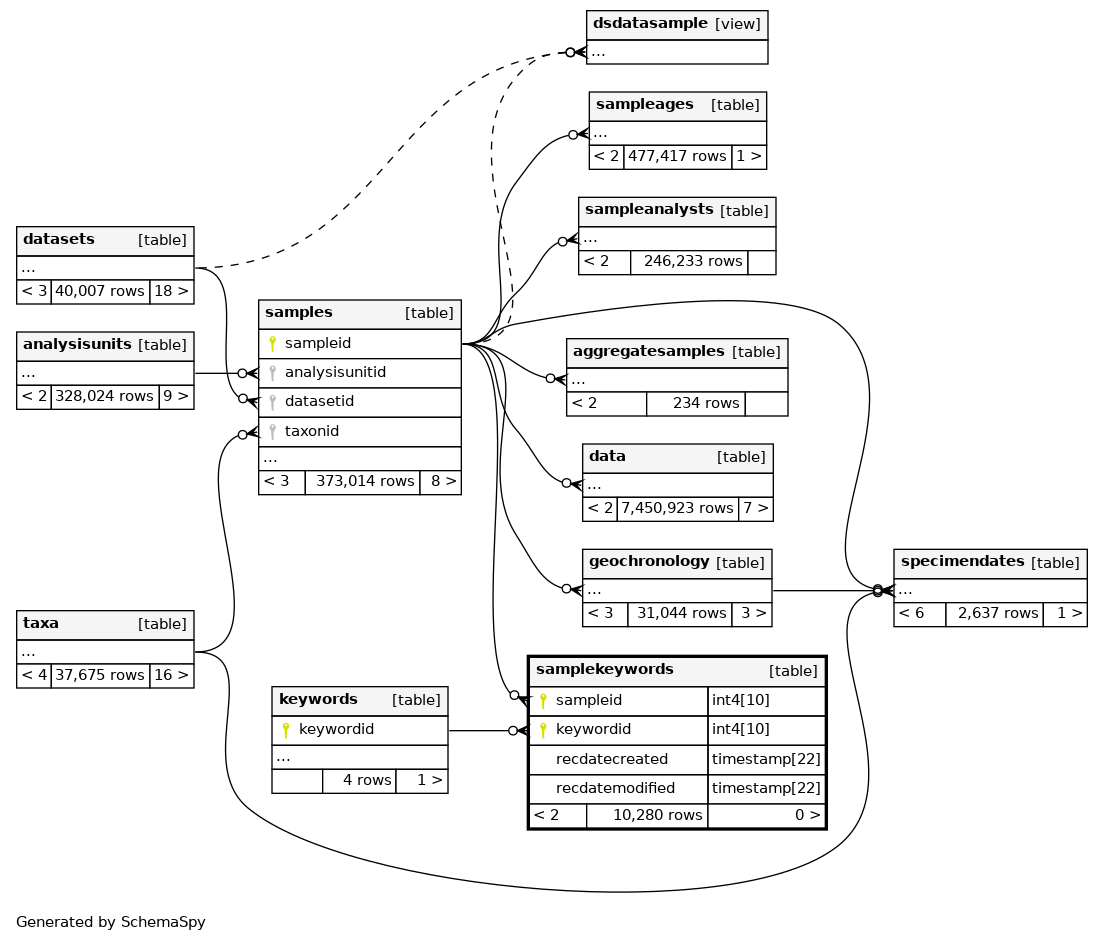 dsdatasample [view]
...
sampleages [table]
...
< 2 477,417 rows 1 >
sampleanalysts [table]
...
< 2 246,233 rows
datasets [table]
...
< 3 40,007 rows 18 >
samples [table]
sampleid
analysisunitid
datasetid
taxonid
...
< 3 373,014 rows 8 >
analysisunits [table]
...
< 2 328,024 rows 9 >
aggregatesamples [table]
...
< 2 234 rows
data [table]
...
< 2 7,450,923 rows 7 >
geochronology [table]
...
< 3 31,044 rows 3 >
specimendates [table]
...
< 6 2,637 rows 1 >
taxa [table]
...
< 4 37,675 rows 16 >
samplekeywords [table]
sampleid int4[10]
keywordid int4[10]
recdatecreated timestamp[22]
recdatemodified timestamp[22]
< 2 10,280 rows 0 >
keywords [table]
keywordid
...
4 rows 1 >
Generated by SchemaSpy